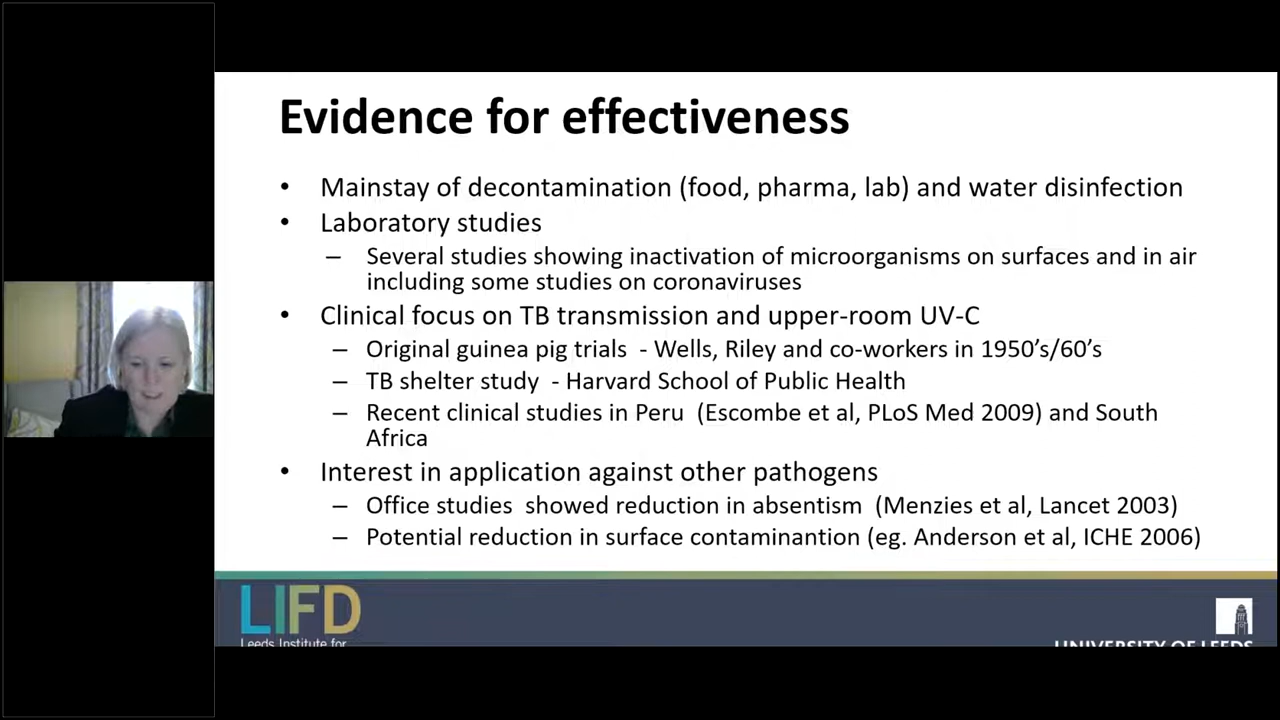 Evidence for effectiveness
• Mainstay of decontamination (food, pharma, lab) and water disinfection
• Laboratory studies
– Several studies showing inactivation of microorganisms on surfaces and in air
including some studies on coronaviruses
• Clinical focus on TB transmission and upper-room UV-C
– Original guinea pig trials - Wells, Riley and co-workers in 1950's/60's
– TB shelter study - Harvard School of Public Health
– Recent clinical studies in Peru (Escombe et al, PLoS Med 2009) and South
Africa
• Interest in application against other pathogens
– Office studies showed reduction in absentism (Menzies et al, Lancet 2003)
– Potential reduction in surface contaminantion (eg. Anderson et al, ICHE 2006)
LIFD
Leeds Institute for
UNIVERSITY OF LEEDS